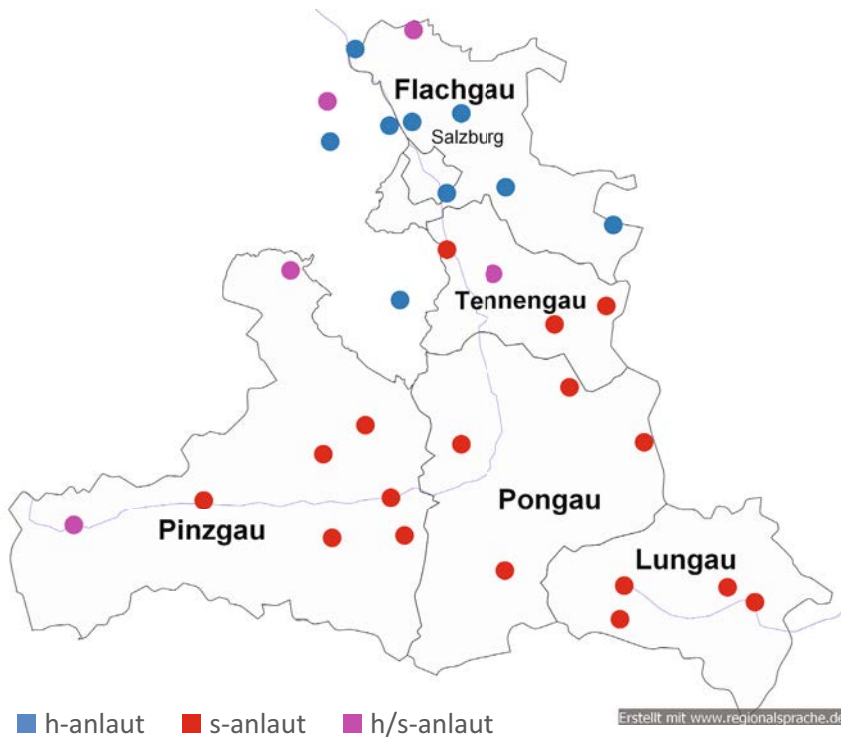 Flachgau
Salzburg
Tennengau
Pongau
Pinzgau
Lungau
h-anlaut s-anlaut h/s-anlaut
Erstellt mit www.regionalsprache.de